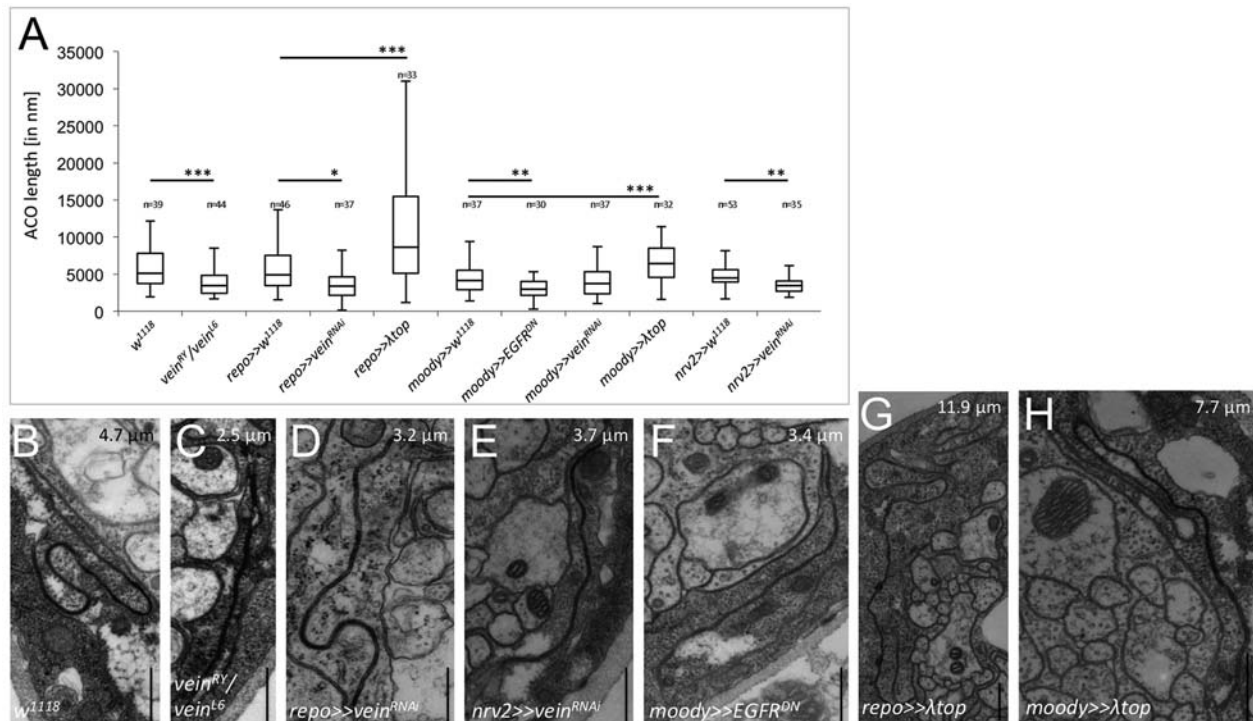 A
ACO length [in nm]
35000
30000
25000
20000
15000
10000
5000
0
***
n=33
***
*
**
***
**
n=39
n=44
n=46
n=37
n=37
n=30
n=37
n=32
n=53
n=35
w1118
veinRY/veinL6
repo>>w1118
repo>>veinRNAi
repo>>λtop
moody>>w1118
moody>>EGFRDN
moody>>veinRNAi
moody>>λtop
nrv2>>w1118
nrv2>>veinRNAi
B
4.7 µm
w1118
C
2.5 µm
veinRY/
veinL6
D
3.2 µm
repo>>veinRNAi
E
3.7 µm
nrv2>>veinRNAi
F
3.4 µm
moody>>EGFRDN
G
11.9 µm
repo>>λtop
H
7.7 µm
moody>>λtop